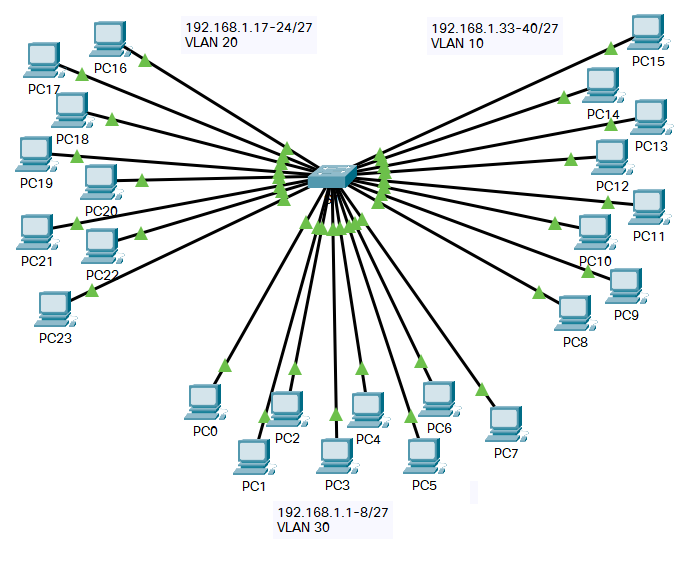 192.168.1.17-24/27
VLAN 20
192.168.1.33-40/27
VLAN 10
PC16
PC15
PC17
PC14
PC18
PC13
PC19
PC12
PC20
PC11
PC21
PC10
PC22
PC9
PC23
PC8
PC0
PC2
PC4
PC6
PC7
PC1
PC3
PC5
192.168.1.1-8/27
VLAN 30